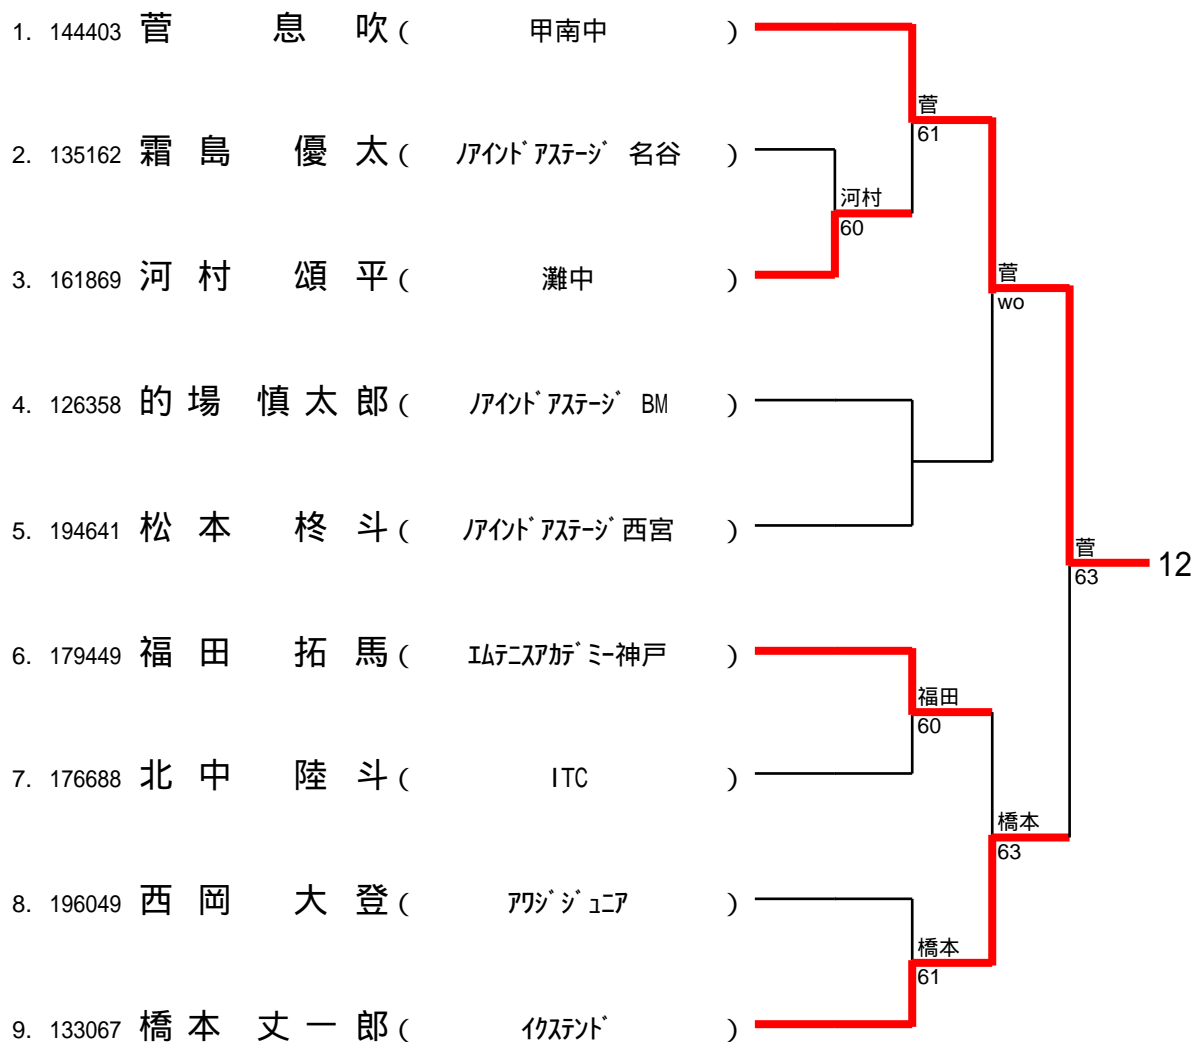 1. 144403 菅 息 吹 ( 甲南中 )
菅
61
2. 135162 霜 島 優 太 ( ﾉｱｲﾝﾄﾞｱｽﾃｰｼﾞ 名谷 )
河村
60
3. 161869 河 村 頌 平 ( 灘中 )
菅
wo
4. 126358 的 場 慎 太 郎 ( ﾉｱｲﾝﾄﾞｱｽﾃｰｼﾞ BM )
5. 194641 松 本 柊 斗 ( ﾉｱｲﾝﾄﾞｱｽﾃｰｼﾞ西宮 )
菅
63
12
6. 179449 福 田 拓 馬 ( ｴﾑﾃﾆｽｱｶﾃﾞﾐｰ神戸 )
福田
60
7. 176688 北 中 陸 斗 ( ITC )
橋本
63
8. 196049 西 岡 大 登 ( ｱﾜｼﾞｼﾞｭﾆｱ )
橋本
61
9. 133067 橋 本 丈 一 郎 ( ｲｸｽﾃﾝﾄﾞ )